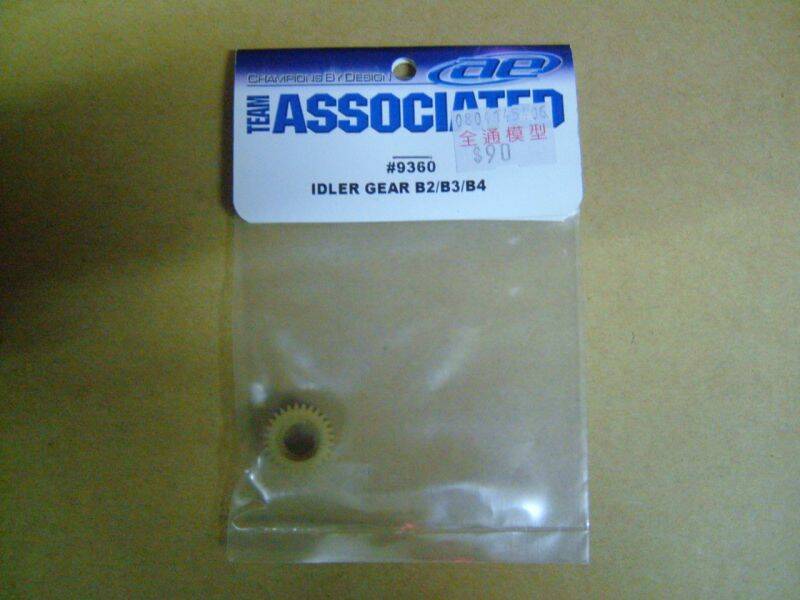 CHAMPIONS BY DESIGN
ae
TEAM
ASSOCIATED
全通模型
$90
#9360
IDLER GEAR B2/B3/B4